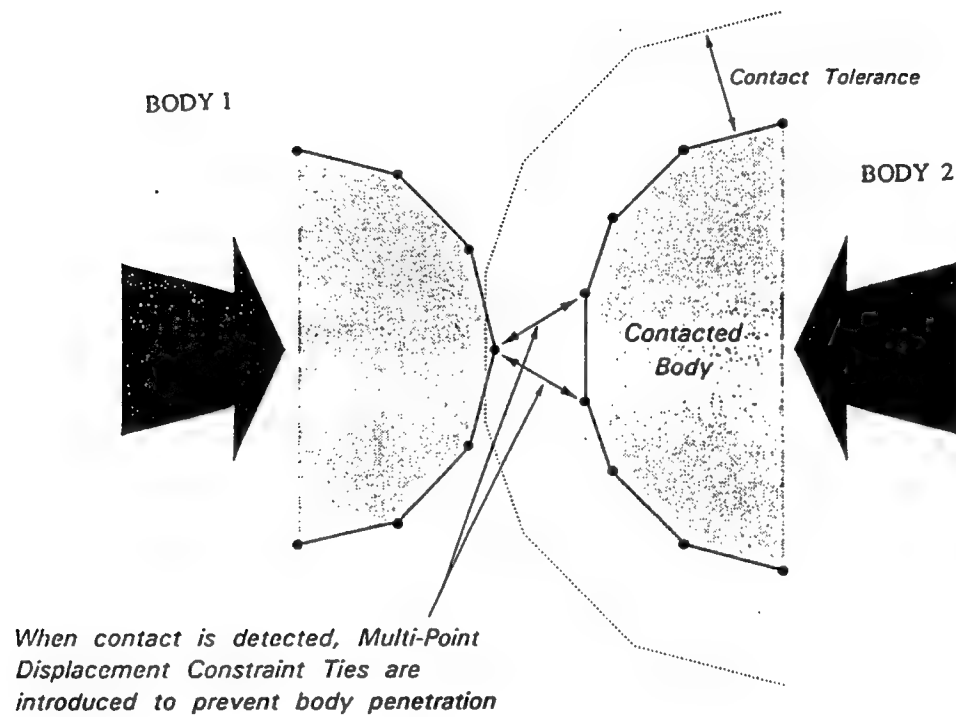 Contact Tolerance
BODY 1
BODY 2
Contacted
Body
When contact is detected, Multi-Point
Displacement Constraint Ties are
introduced to prevent body penetration